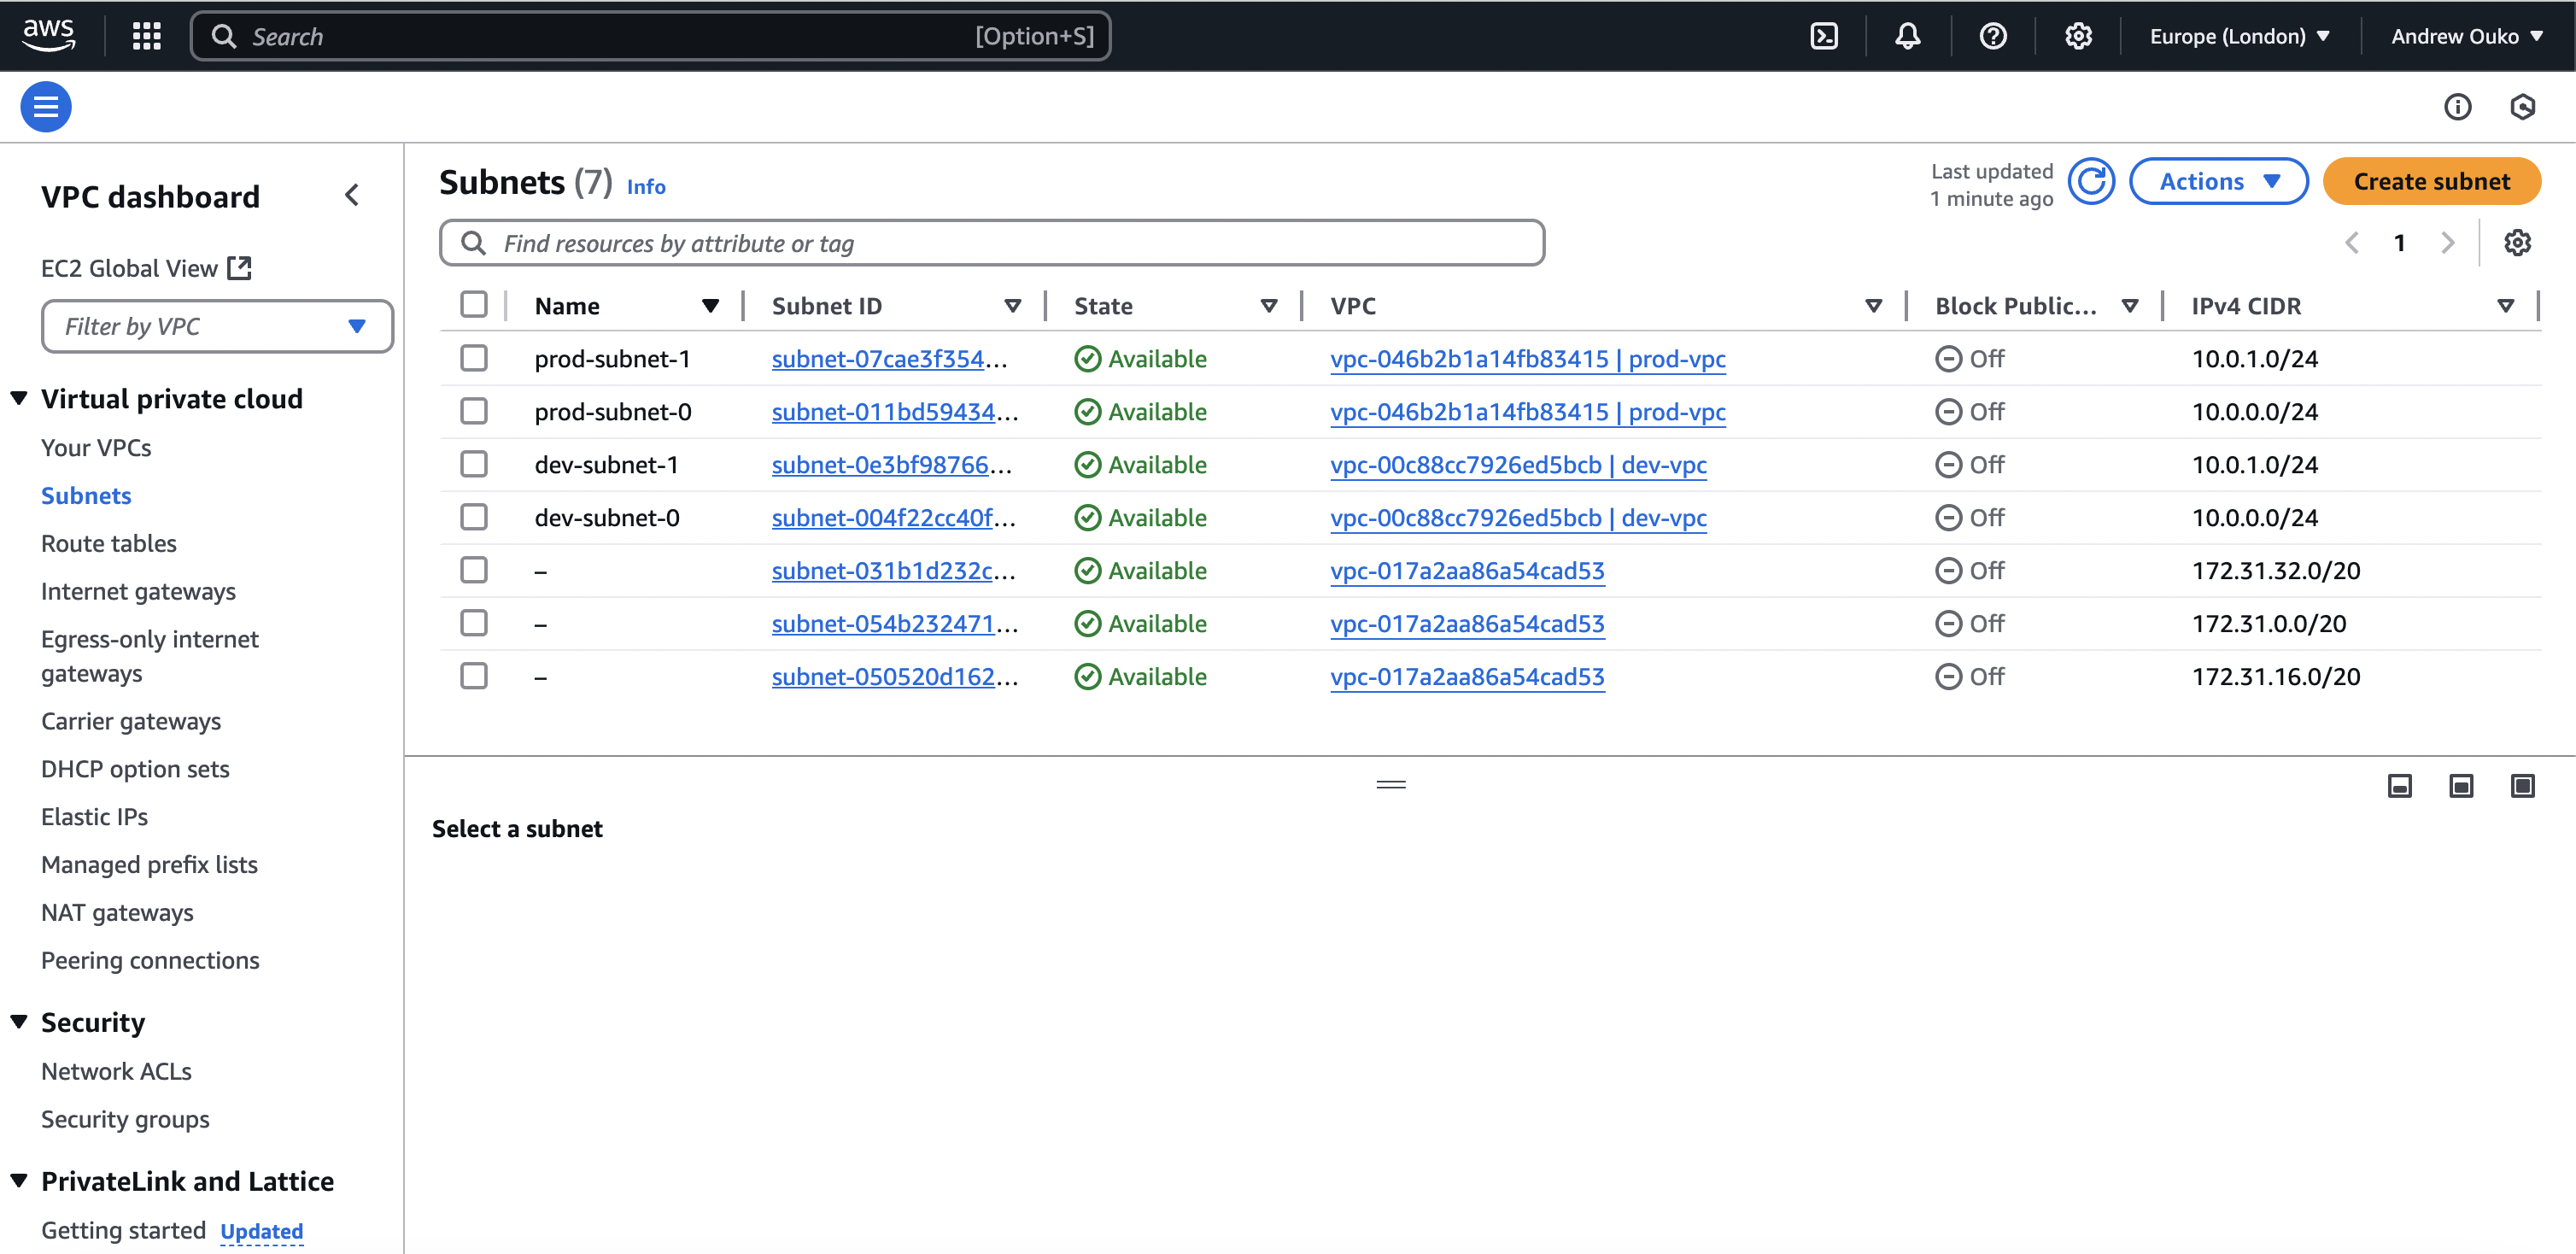 aws
Search
[Option+S]
Europe (London)
Andrew Ouko
VPC dashboard
EC2 Global View
Filter by VPC
Virtual private cloud
Your VPCs
Subnets
Route tables
Internet gateways
Egress-only internet
gateways
Carrier gateways
DHCP option sets
Elastic IPs
Managed prefix lists
NAT gateways
Peering connections
Security
Network ACLs
Security groups
PrivateLink and Lattice
Getting started Updated
Subnets (7) Info
Last updated
1 minute ago
Actions
Create subnet
Find resources by attribute or tag
1
Name Subnet ID State VPC Block Public... IPv4 CIDR
prod-subnet-1 subnet-07cae3f354... Available vpc-046b2b1a14fb83415 | prod-vpc Off 10.0.1.0/24
prod-subnet-0 subnet-011bd59434... Available vpc-046b2b1a14fb83415 | prod-vpc Off 10.0.0.0/24
dev-subnet-1 subnet-0e3bf98766... Available vpc-00c88cc7926ed5bcb | dev-vpc Off 10.0.1.0/24
dev-subnet-0 subnet-004f22cc40f... Available vpc-00c88cc7926ed5bcb | dev-vpc Off 10.0.0.0/24
– subnet-031b1d232c... Available vpc-017a2aa86a54cad53 Off 172.31.32.0/20
– subnet-054b232471... Available vpc-017a2aa86a54cad53 Off 172.31.0.0/20
– subnet-050520d162... Available vpc-017a2aa86a54cad53 Off 172.31.16.0/20
Select a subnet